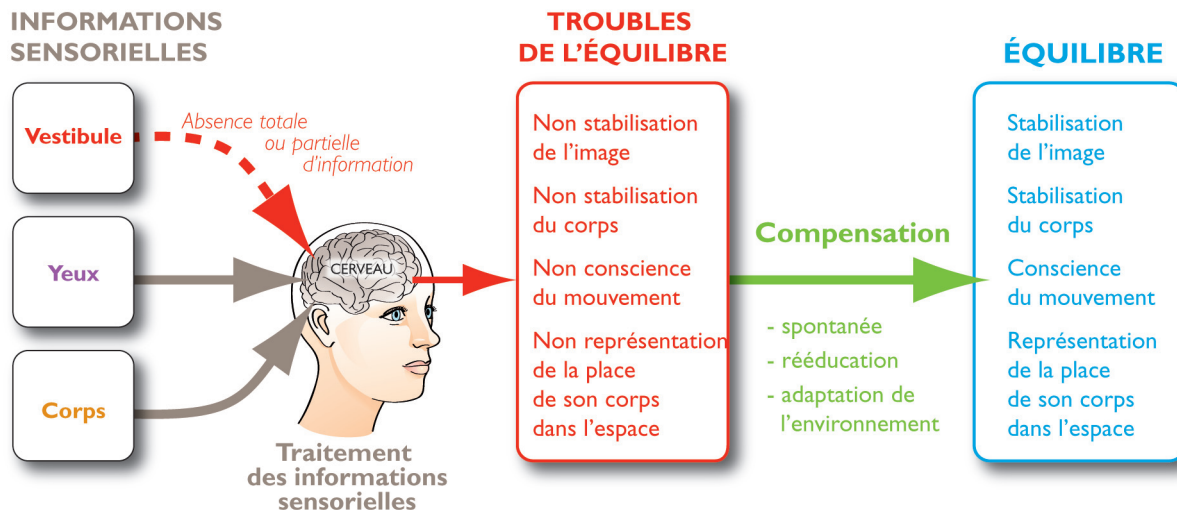 INFORMATIONS
SENSORIELLES
Vestibule
Yeux
Corps
Absence totale
ou partielle
d'information
CERVEAU
Traitement
des informations
sensorielles
TROUBLES
DE L'ÉQUILIBRE
Non stabilisation
de l'image
Non stabilisation
du corps
Non conscience
du mouvement
Non représentation
de la place
de son corps
dans l'espace
Compensation
- spontanée
- rééducation
- adaptation de
l'environnement
ÉQUILIBRE
Stabilisation
de l'image
Stabilisation
du corps
Conscience
du mouvement
Représentation
de la place
de son corps
dans l'espace